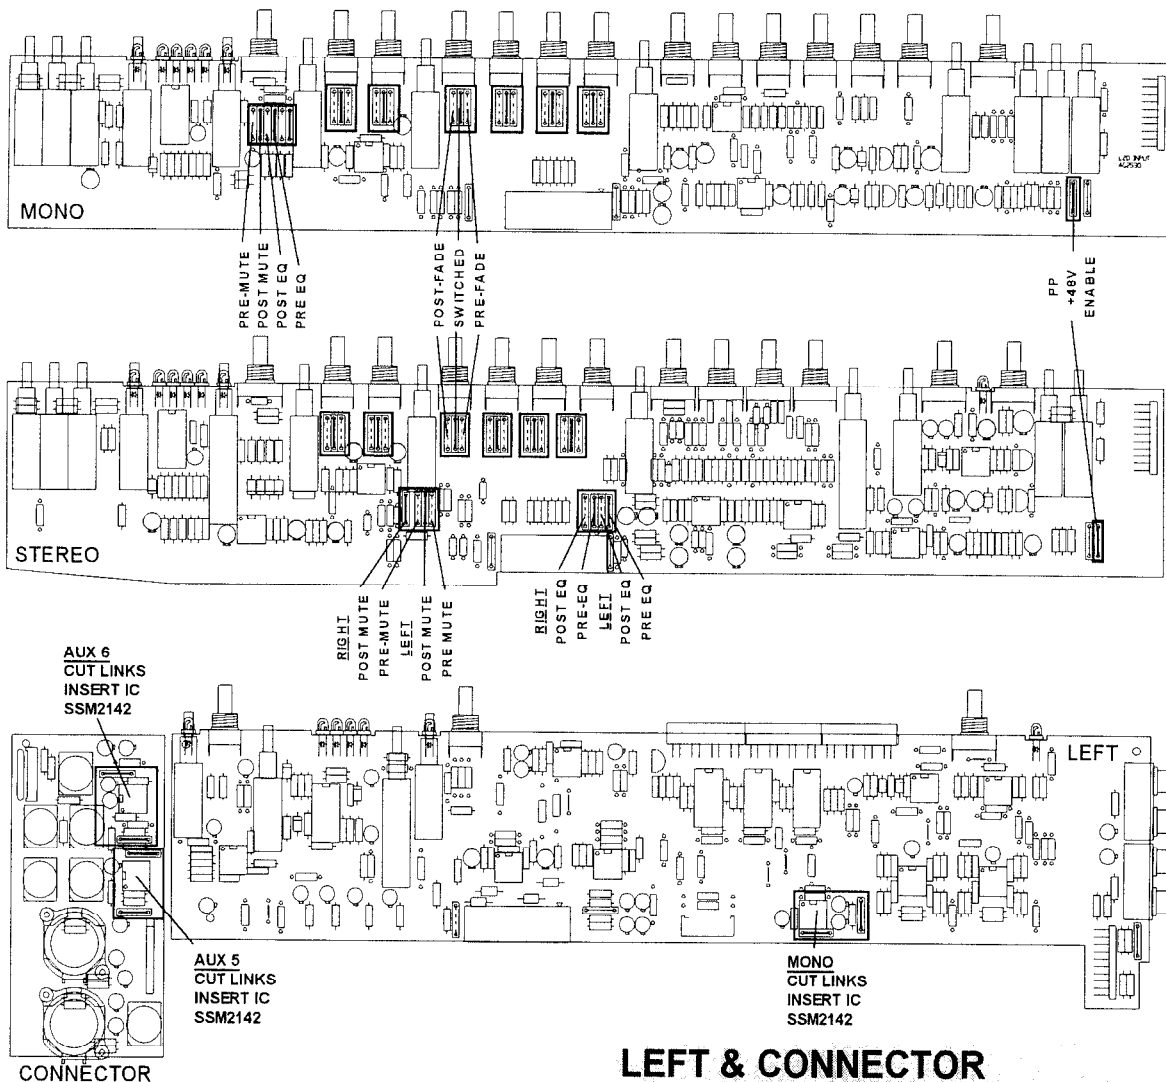 MONO
LZD INPUT
AG2530
PRE-MUTE
POST MUTE
POST EQ
PRE EQ
POST-FADE
SWITCHED
PRE-FADE
PP
+48V
ENABLE
STEREO
RIGHT
POST MUTE
PRE-MUTE
LEFT
POST MUTE
PRE MUTE
RIGHT
POST EQ
PRE-EQ
LEFT
POST EQ
PRE EQ
AUX 6
CUT LINKS
INSERT IC
SSM2142
LEFT
AUX 5
CUT LINKS
INSERT IC
SSM2142
MONO
CUT LINKS
INSERT IC
SSM2142
CONNECTOR
LEFT & CONNECTOR